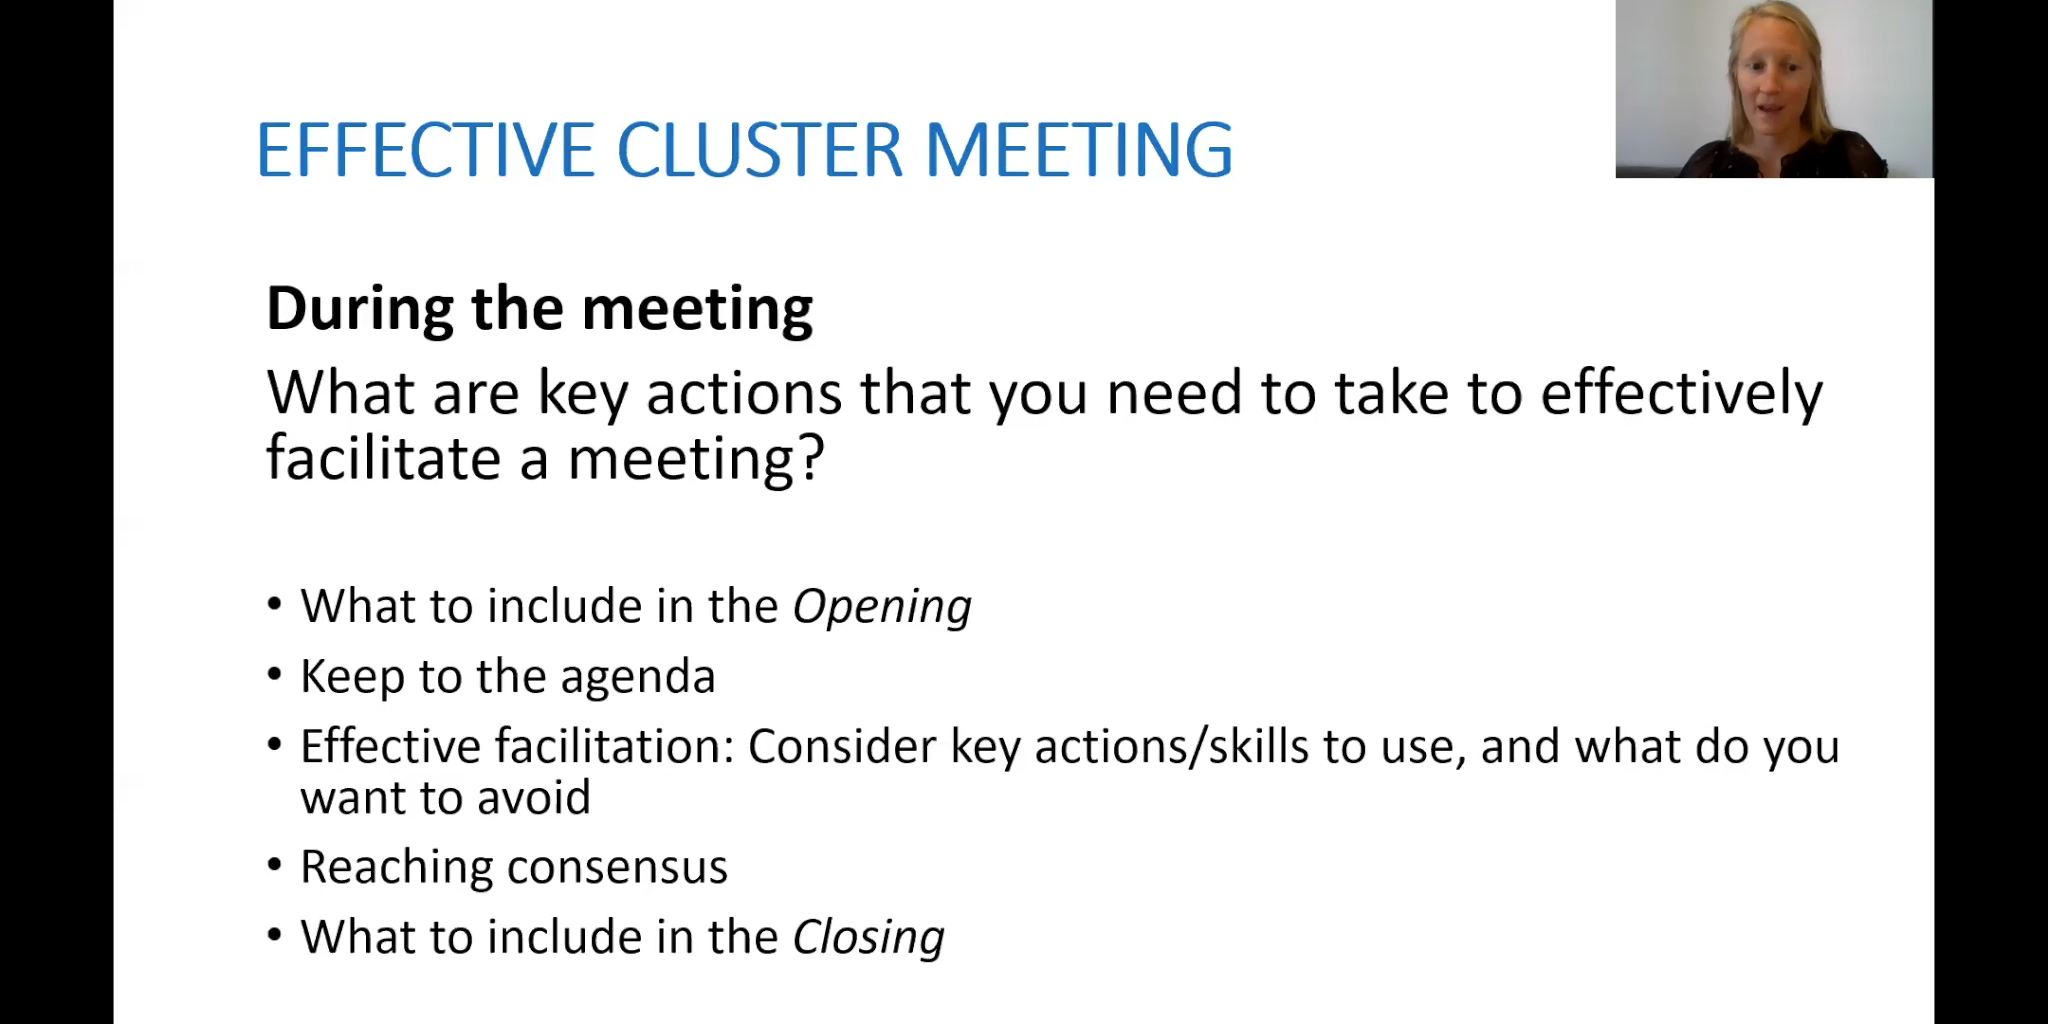 EFFECTIVE CLUSTER MEETING
During the meeting
What are key actions that you need to take to effectively
facilitate a meeting?
• What to include in the Opening
• Keep to the agenda
• Effective facilitation: Consider key actions/skills to use, and what do you
want to avoid
• Reaching consensus
• What to include in the Closing